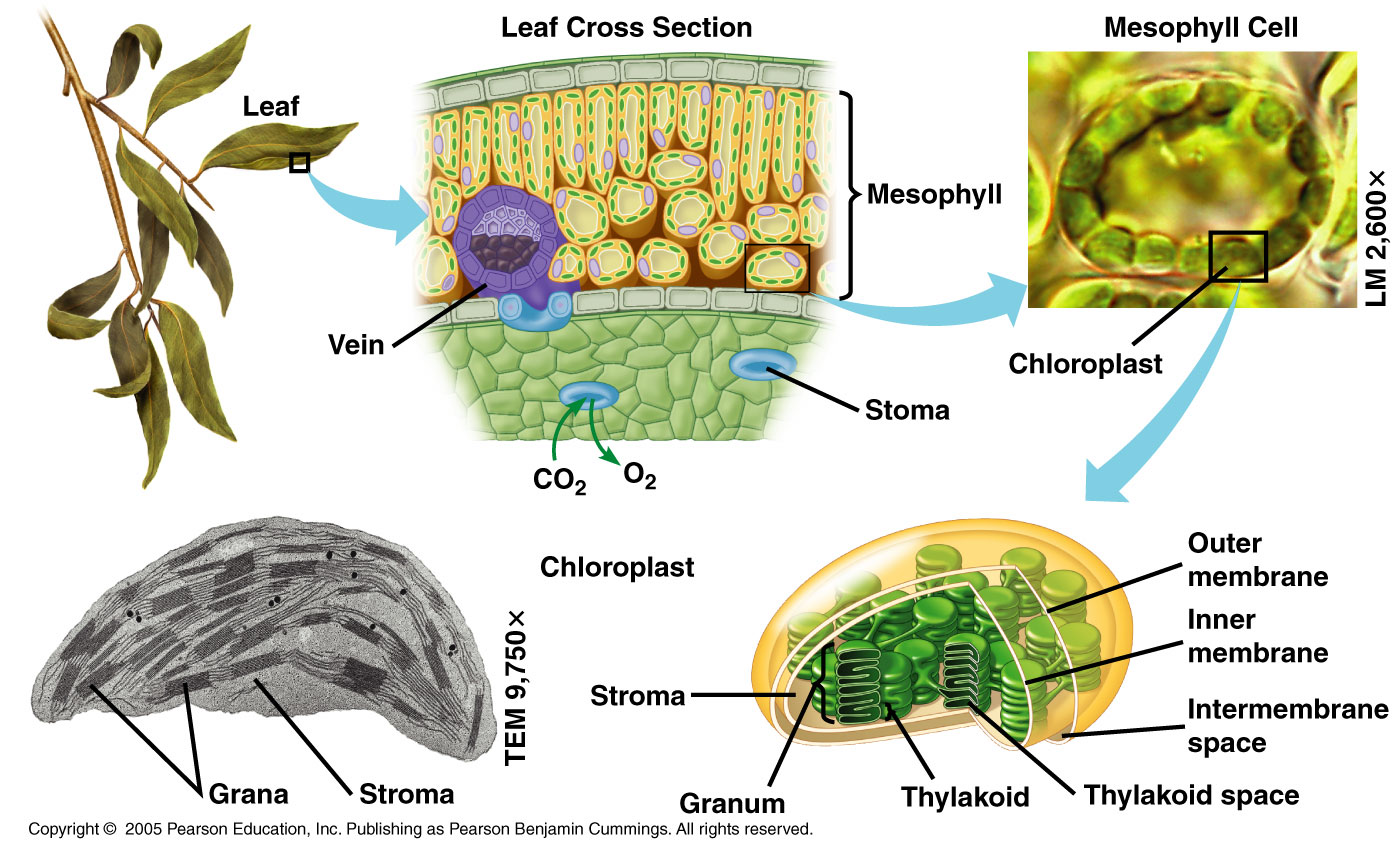 Leaf Cross Section
Mesophyll Cell
Leaf
Mesophyll
LM 2,600×
Vein
Chloroplast
Stoma
CO₂
O₂
Chloroplast
Outer
membrane
Inner
membrane
TEM 9,750×
Stroma
Intermembrane
space
Grana
Stroma
Granum
Thylakoid
Thylakoid space
Copyright © 2005 Pearson Education, Inc. Publishing as Pearson Benjamin Cummings. All rights reserved.